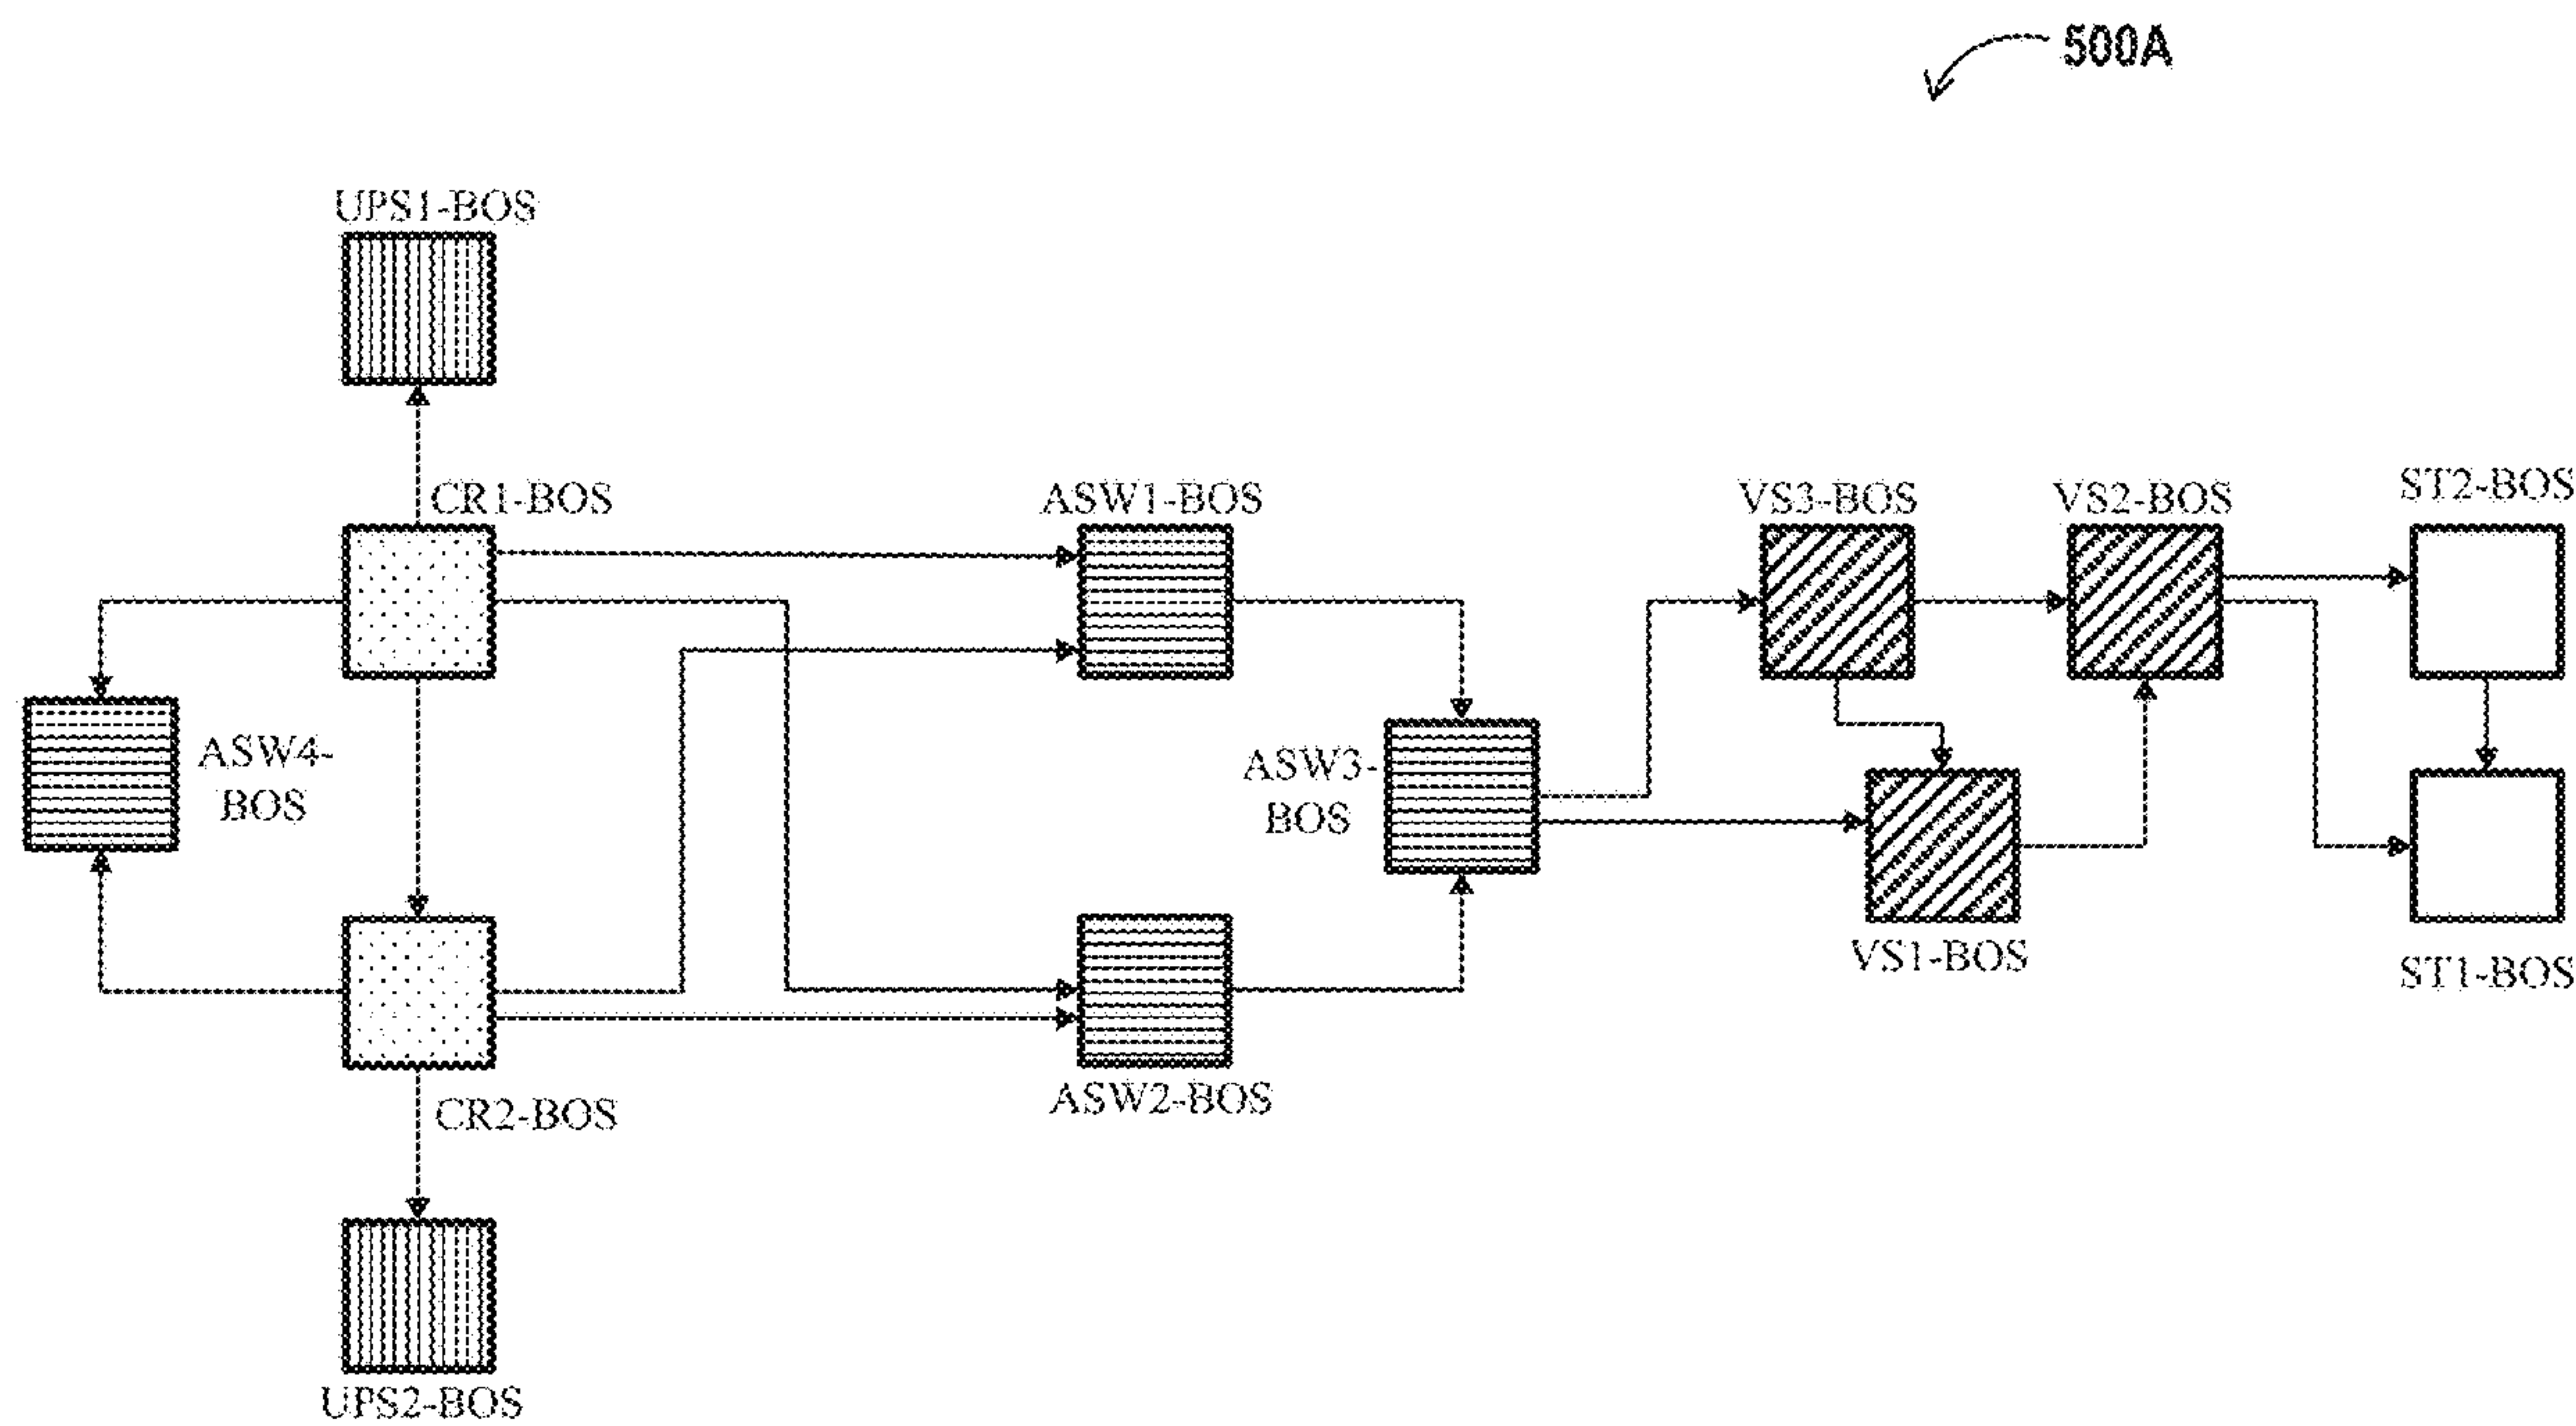 500A
UPS1-BOS
CR1-BOS
ASW1-BOS
VS3-BOS
VS2-BOS
ST2-BOS
ASW4-
BOS
ASW3-
BOS
VS1-BOS
ST1-BOS
CR2-BOS
ASW2-BOS
UPS2-BOS